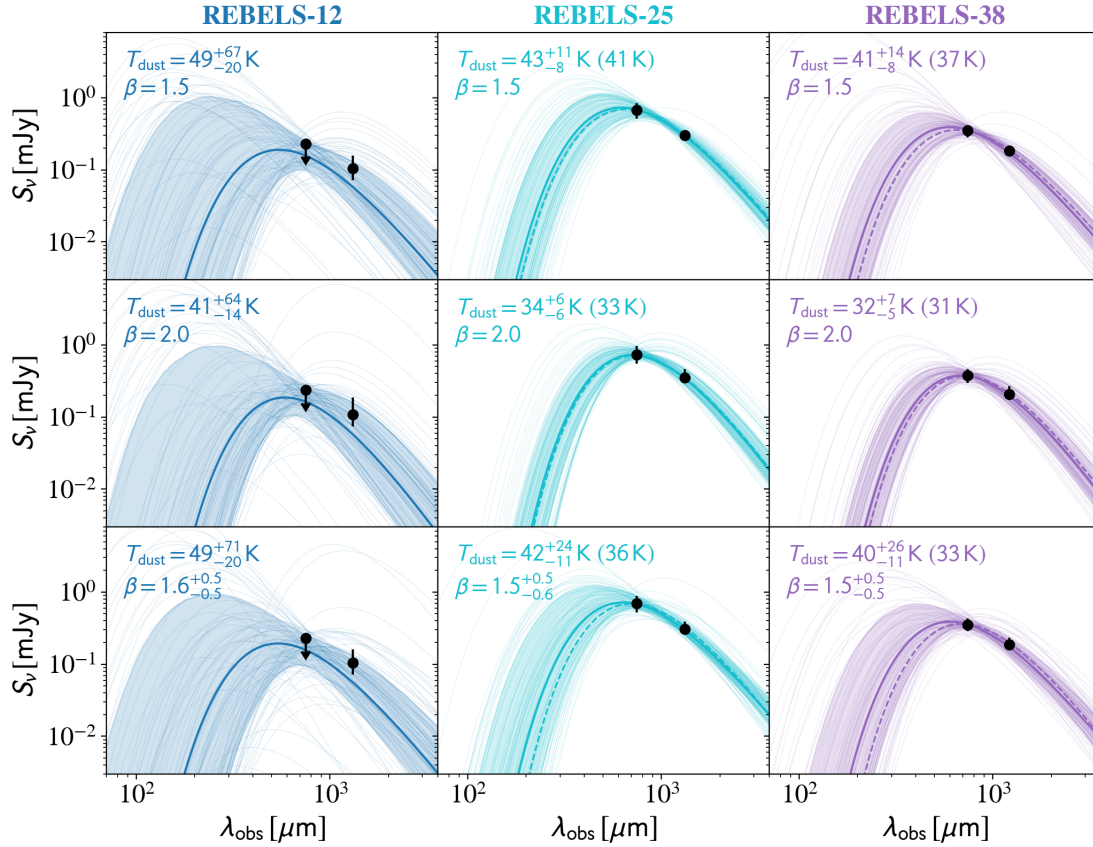 REBELS-12 REBELS-25 REBELS-38
T_dust = 49^{+67}_{-20} K
β = 1.5
T_dust = 43^{+11}_{-8} K (41 K)
β = 1.5
T_dust = 41^{+14}_{-8} K (37 K)
β = 1.5
S_ν [mJy]
10^0
10^{-1}
10^{-2}
T_dust = 41^{+64}_{-14} K
β = 2.0
T_dust = 34^{+6}_{-6} K (33 K)
β = 2.0
T_dust = 32^{+7}_{-5} K (31 K)
β = 2.0
S_ν [mJy]
10^0
10^{-1}
10^{-2}
T_dust = 49^{+71}_{-20} K
β = 1.6^{+0.5}_{-0.5}
T_dust = 42^{+24}_{-11} K (36 K)
β = 1.5^{+0.5}_{-0.6}
T_dust = 40^{+26}_{-11} K (33 K)
β = 1.5^{+0.5}_{-0.5}
S_ν [mJy]
10^0
10^{-1}
10^{-2}
10^2 10^3 10^2 10^3 10^2 10^3
λ_obs [μm] λ_obs [μm] λ_obs [μm]